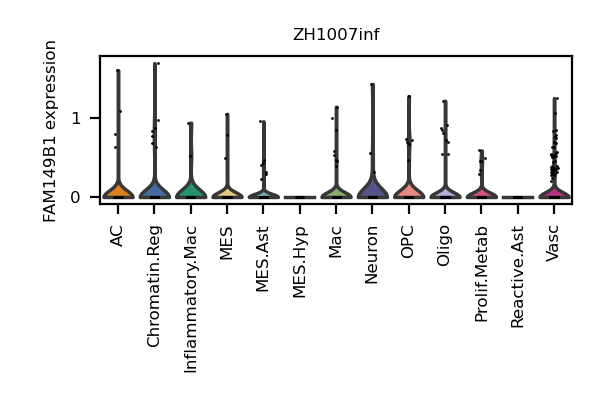 ZH1007inf
FAM149B1 expression
1
0
AC
Chromatin.Reg
Inflammatory.Mac
MES
MES.Ast
MES.Hyp
Mac
Neuron
OPC
Oligo
Prolif.Metab
Reactive.Ast
Vasc